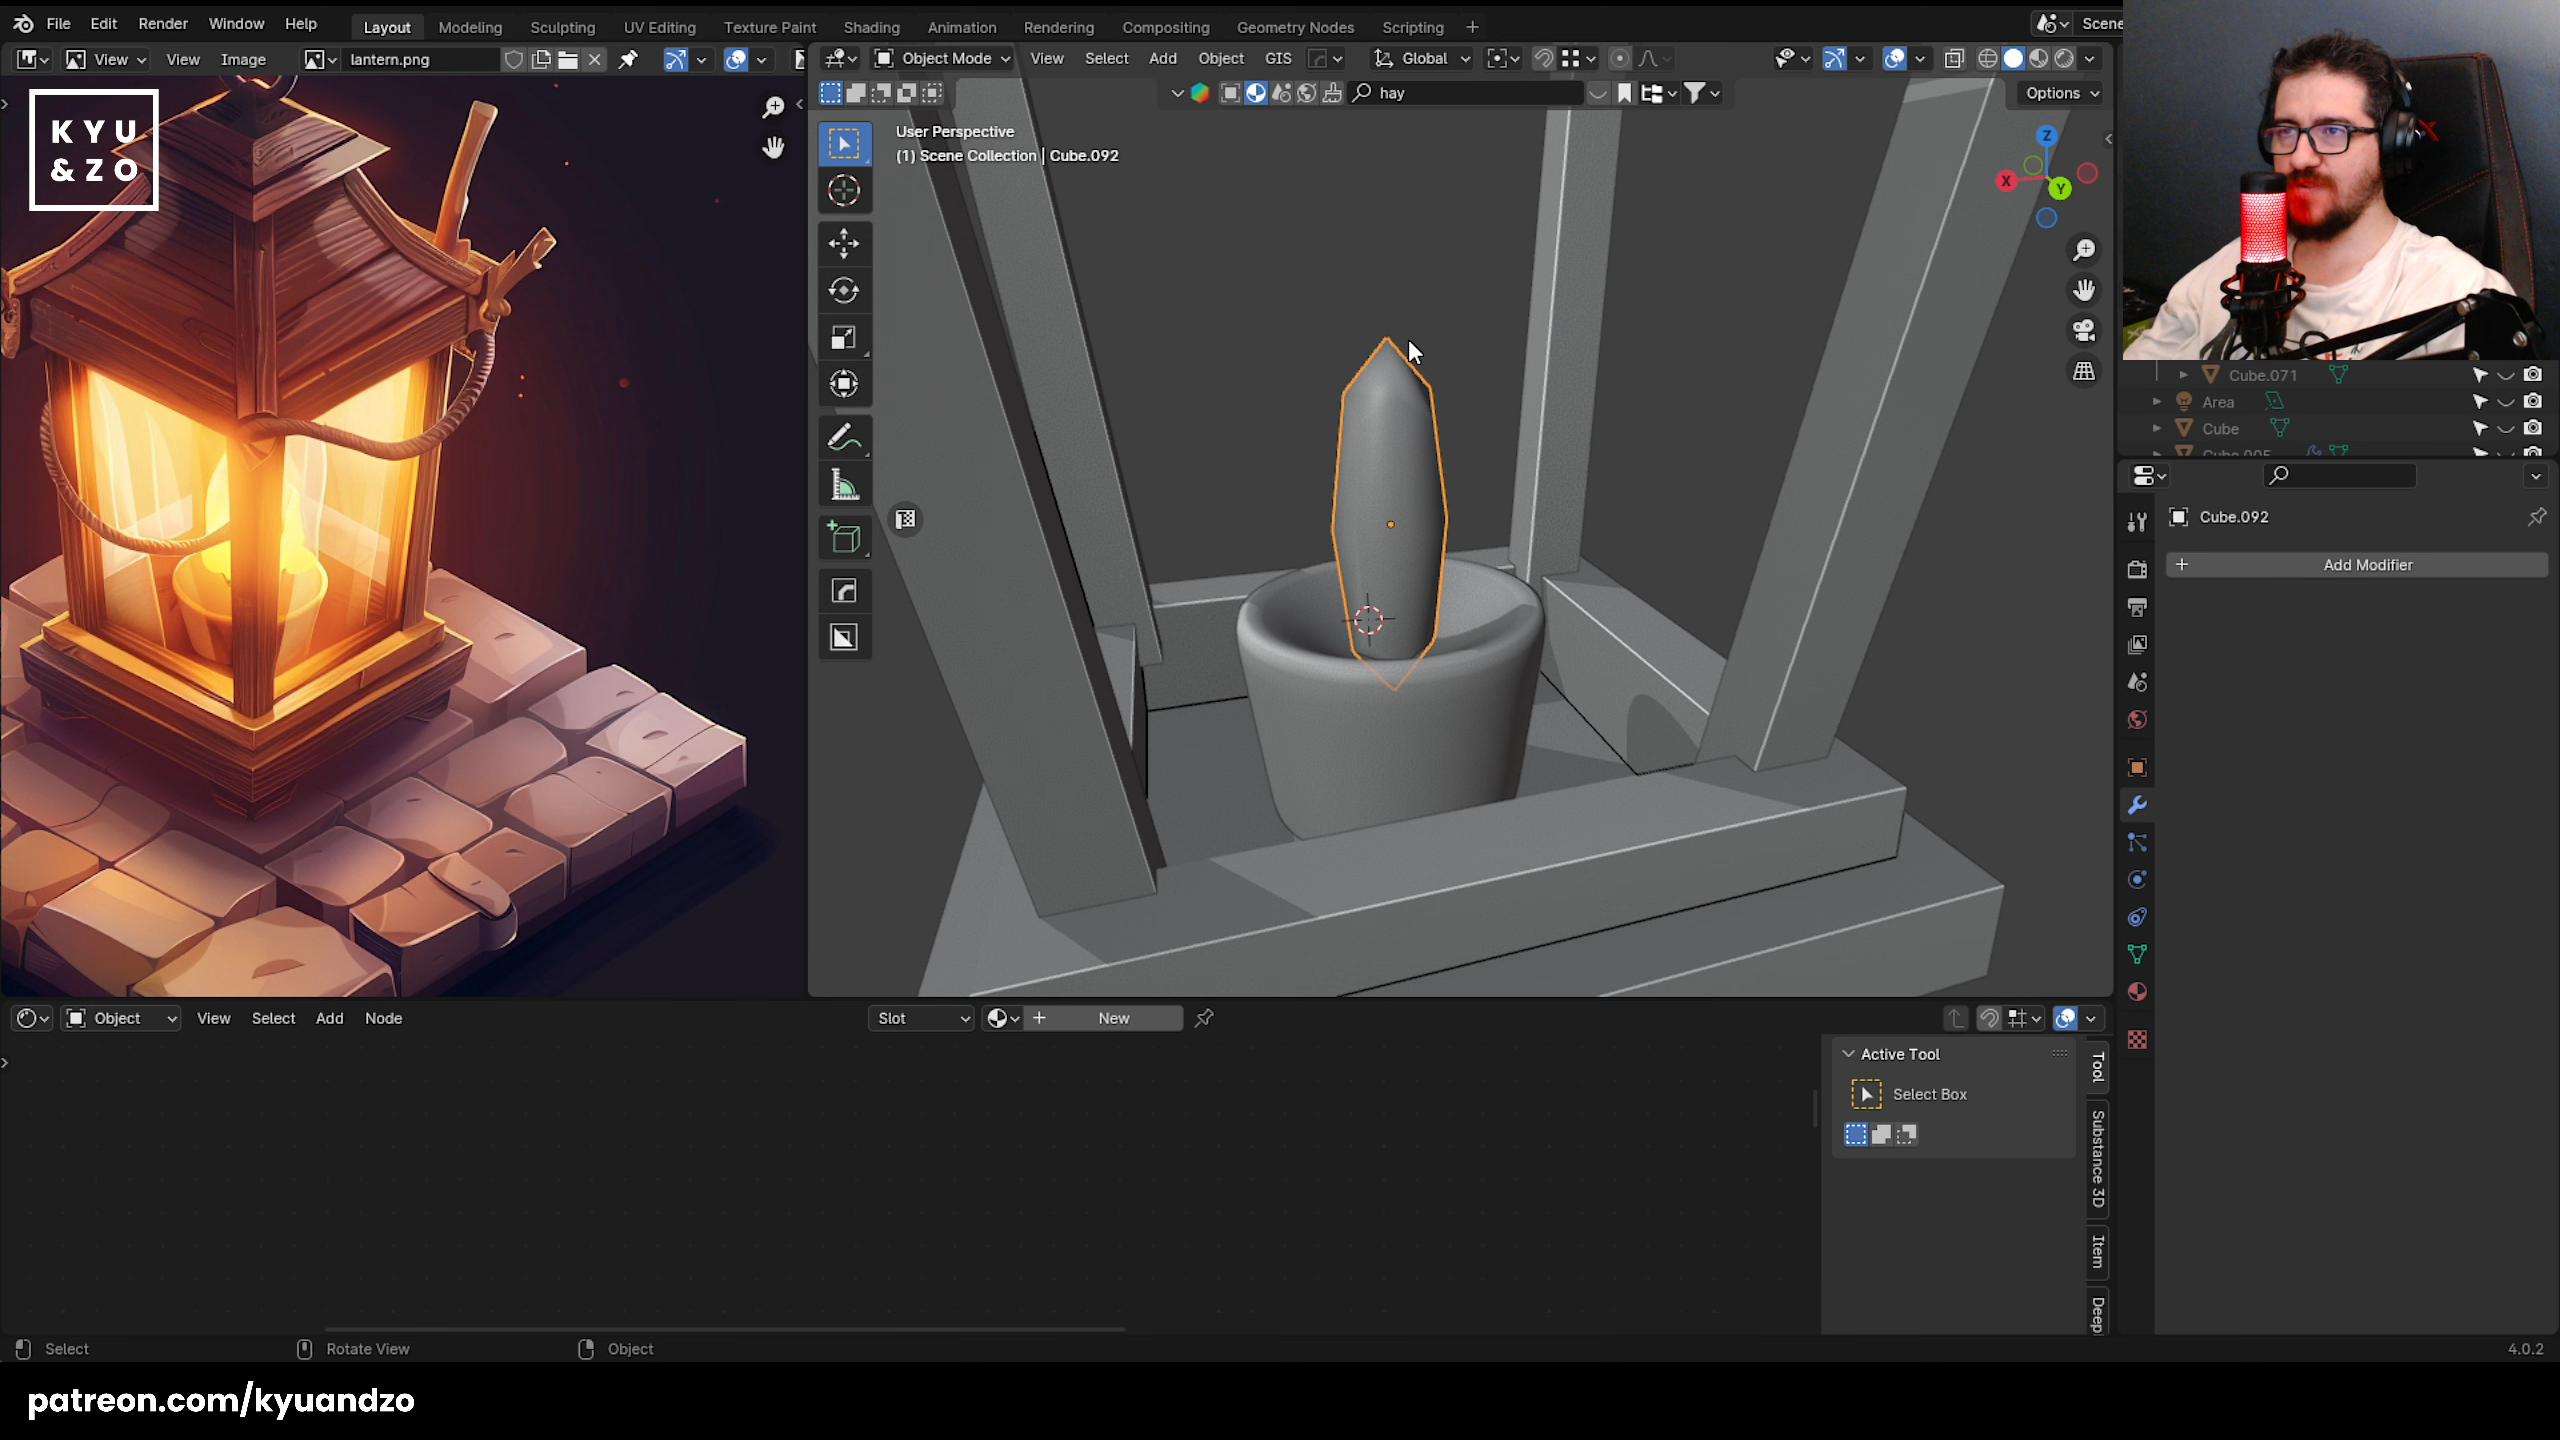 File Edit Render Window Help Layout Modeling Sculpting UV Editing Texture Paint Shading Animation Rendering Compositing Geometry Nodes Scripting + Scene
View View Image lantern.png Object Mode View Select Add Object GIS Global
hay Options
KYU
& ZO
User Perspective
(1) Scene Collection | Cube.092
Z
X
Y
Cube.071
Area
Cube
Cube.005
Cube.092
+ Add Modifier
Object View Select Add Node Slot + New
Active Tool
Select Box
Tool
Substance 3D
Item
Deep
Select Rotate View Object 4.0.2
patreon.com/kyuandzo